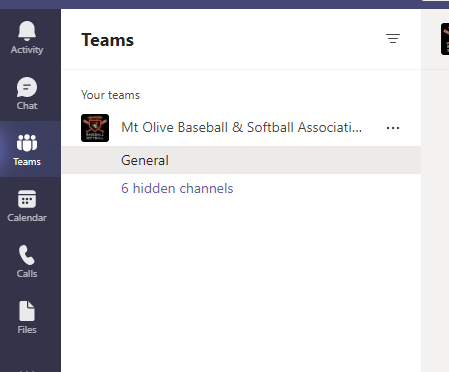 Activity
Chat
Teams
Calendar
Calls
Files
Teams
Your teams
Mt Olive Baseball & Softball Associati...
General
6 hidden channels